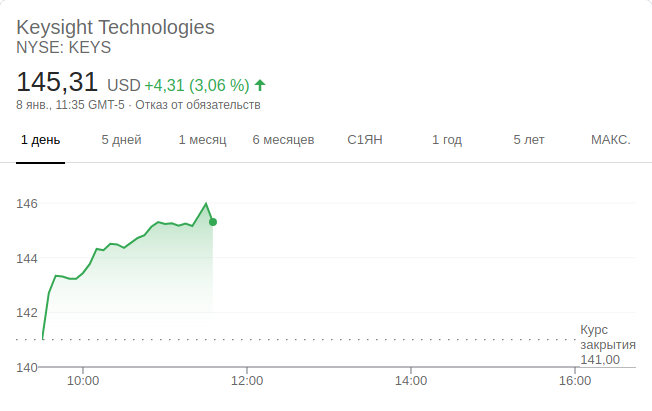 Keysight Technologies
NYSE: KEYS
145,31 USD +4,31 (3,06 %)
8 янв., 11:35 GMT-5 · Отказ от обязательств
1 день 5 дней 1 месяц 6 месяцев С1ЯН 1 год 5 лет МАКС.
146
144
142
140
Курс
закрытия
141,00
10:00 12:00 14:00 16:00